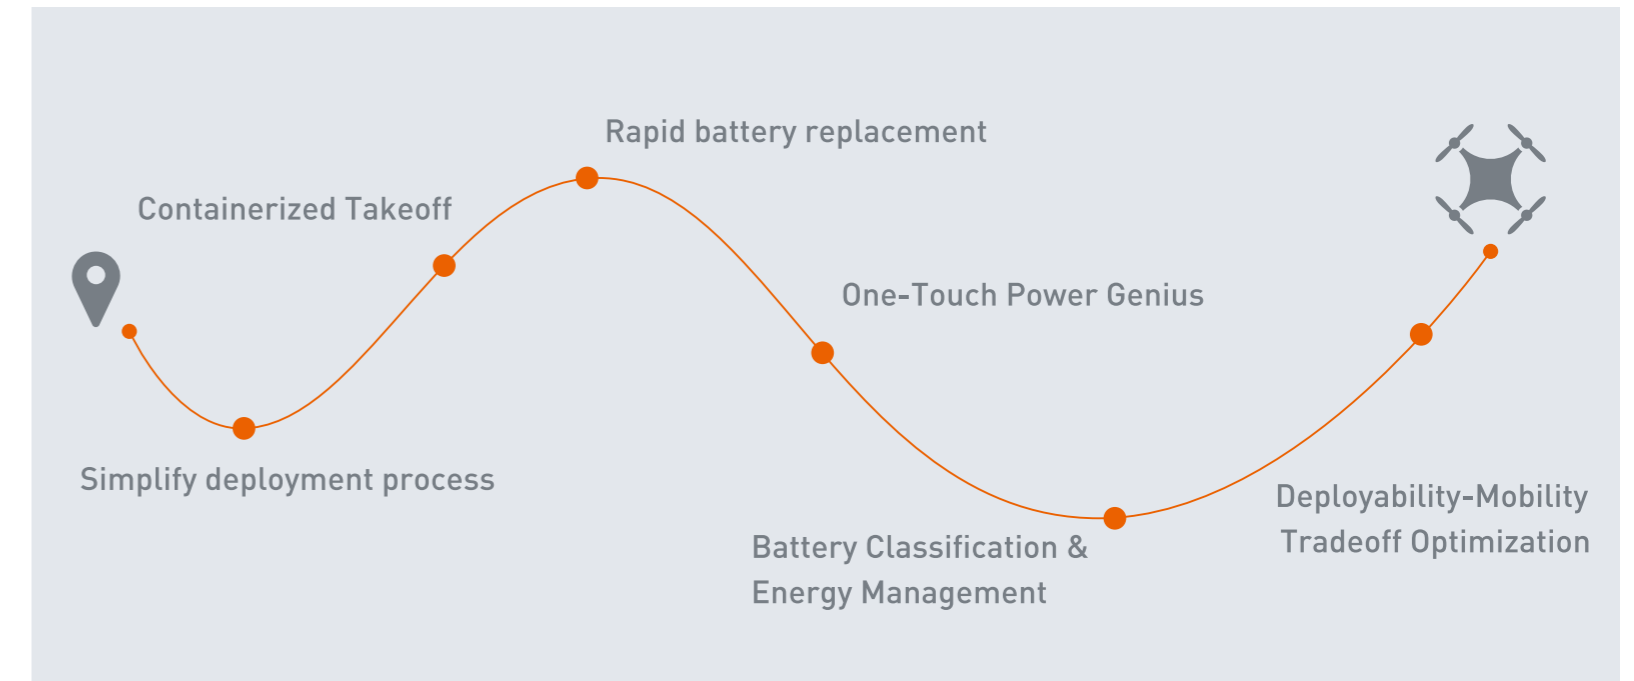 Rapid battery replacement
Containerized Takeoff
One-Touch Power Genius
Simplify deployment process
Deployability-Mobility
Tradeoff Optimization
Battery Classification &
Energy Management